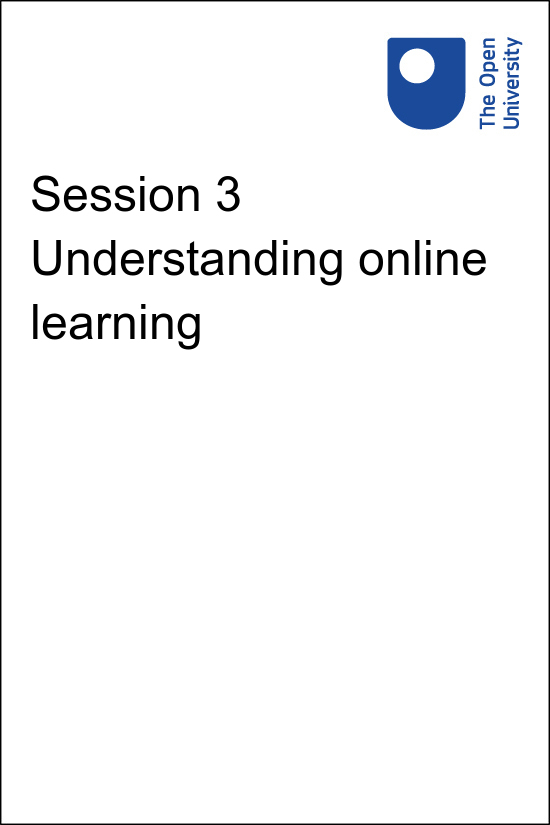 The Open
University
Session 3
Understanding online
learning